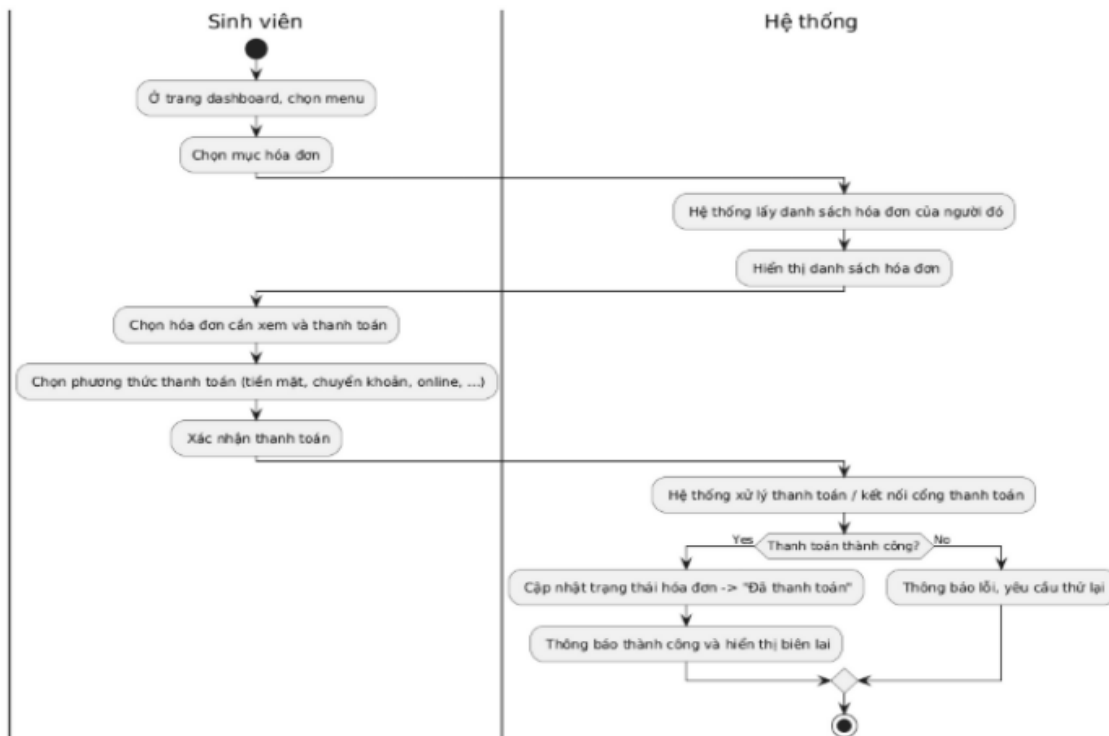 Sinh viên
Hệ thống
Ở trang dashboard, chọn menu
Chọn mục hóa đơn
Hệ thống lấy danh sách hóa đơn của người đó
Hiển thị danh sách hóa đơn
Chọn hóa đơn cần xem và thanh toán
Chọn phương thức thanh toán (tiền mặt, chuyển khoản, online, ...)
Xác nhận thanh toán
Hệ thống xử lý thanh toán / kết nối cổng thanh toán
Yes
Thanh toán thành công?
No
Cập nhật trạng thái hóa đơn -> "Đã thanh toán"
Thông báo lỗi, yêu cầu thử lại
Thông báo thành công và hiển thị biên lai